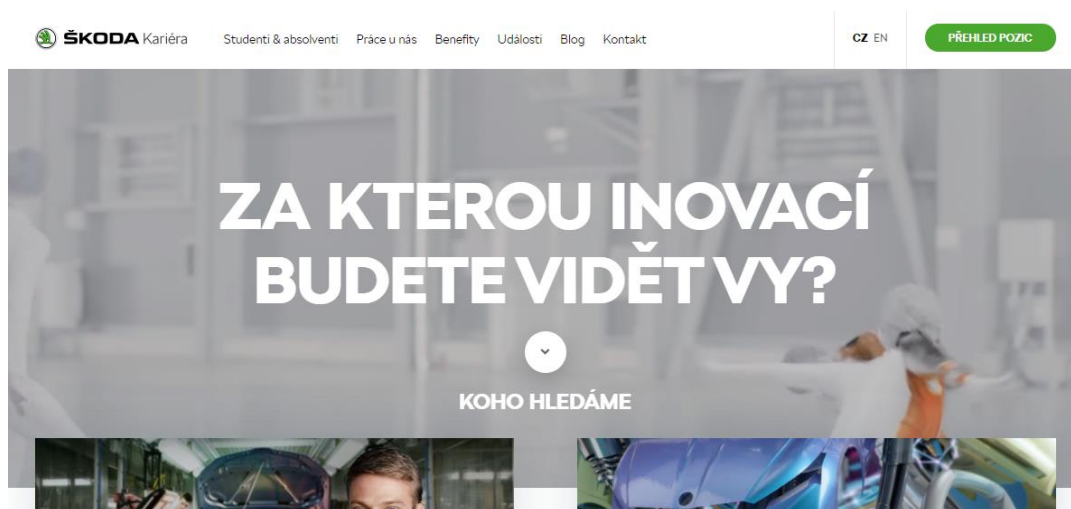 ŠKODA Kariéra
Studenti & absolventi Práce u nás Benefity Události Blog Kontakt
CZ EN
PŘEHLED POZIC
ZA KTEROU INOVACÍ
BUDETE VIDĚT VY?
KOHO HLEDÁME